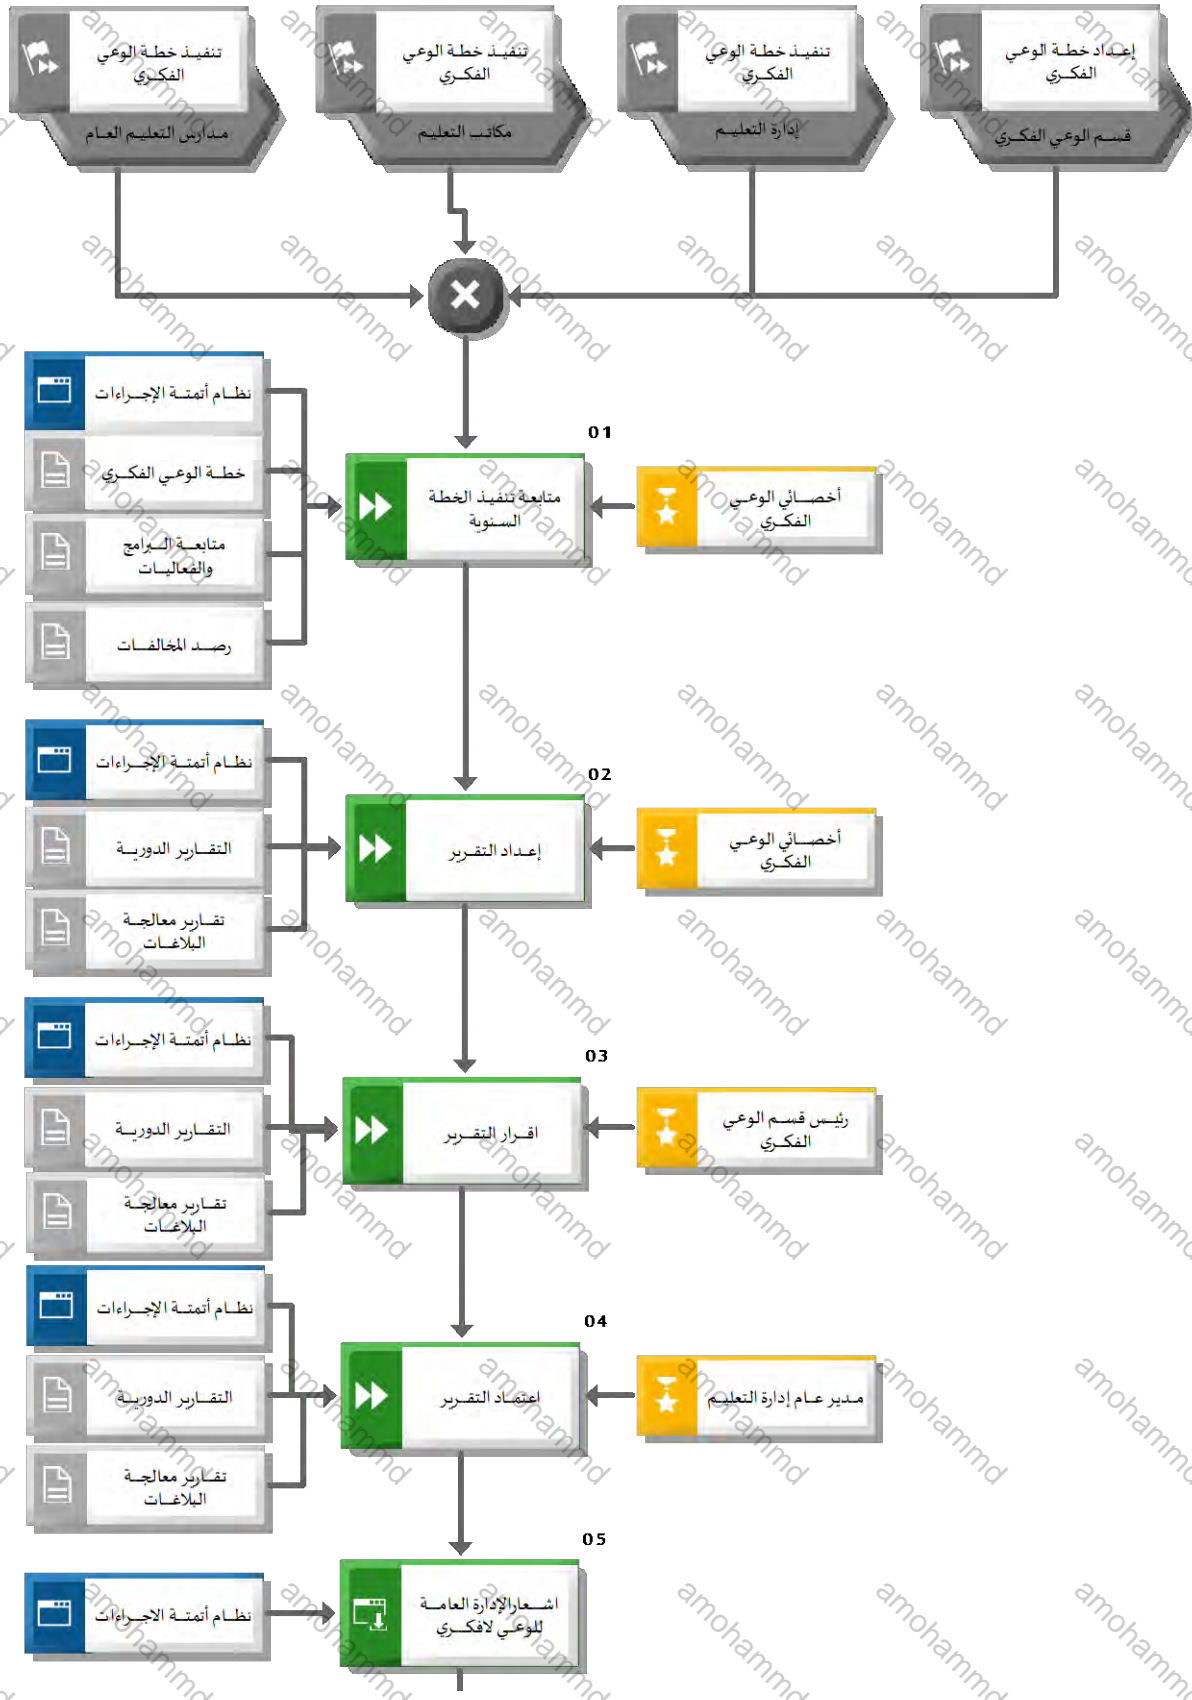 إعداد خطة الوعي
الفكري
قسم الوعي الفكري
تنفيذ خطة الوعي
الفكري
إدارة التعليم
تنفيذ خطة الوعي
الفكري
مكاتب التعليم
تنفيذ خطة الوعي
الفكري
مدارس التعليم العام
01
أخصائي الوعي
الفكري
متابعة تنفيذ الخطة
السنوية
نظام أتمتة الإجراءات
خطة الوعي الفكري
متابعة البرامج
والفعاليات
رصد المخالفات
02
أخصائي الوعي
الفكري
إعداد التقرير
نظام أتمتة الإجراءات
التقارير الدورية
تقارير معالجة
البلاغات
03
رئيس قسم الوعي
الفكري
اقرار التقرير
نظام أتمتة الإجراءات
التقارير الدورية
تقارير معالجة
البلاغات
04
مدير عام إدارة التعليم
اعتماد التقرير
نظام أتمتة الإجراءات
التقارير الدورية
تقارير معالجة
البلاغات
05
اشعارالإدارة العامة
للوعي لافكري
نظام أتمتة الاجراءات
amohammd